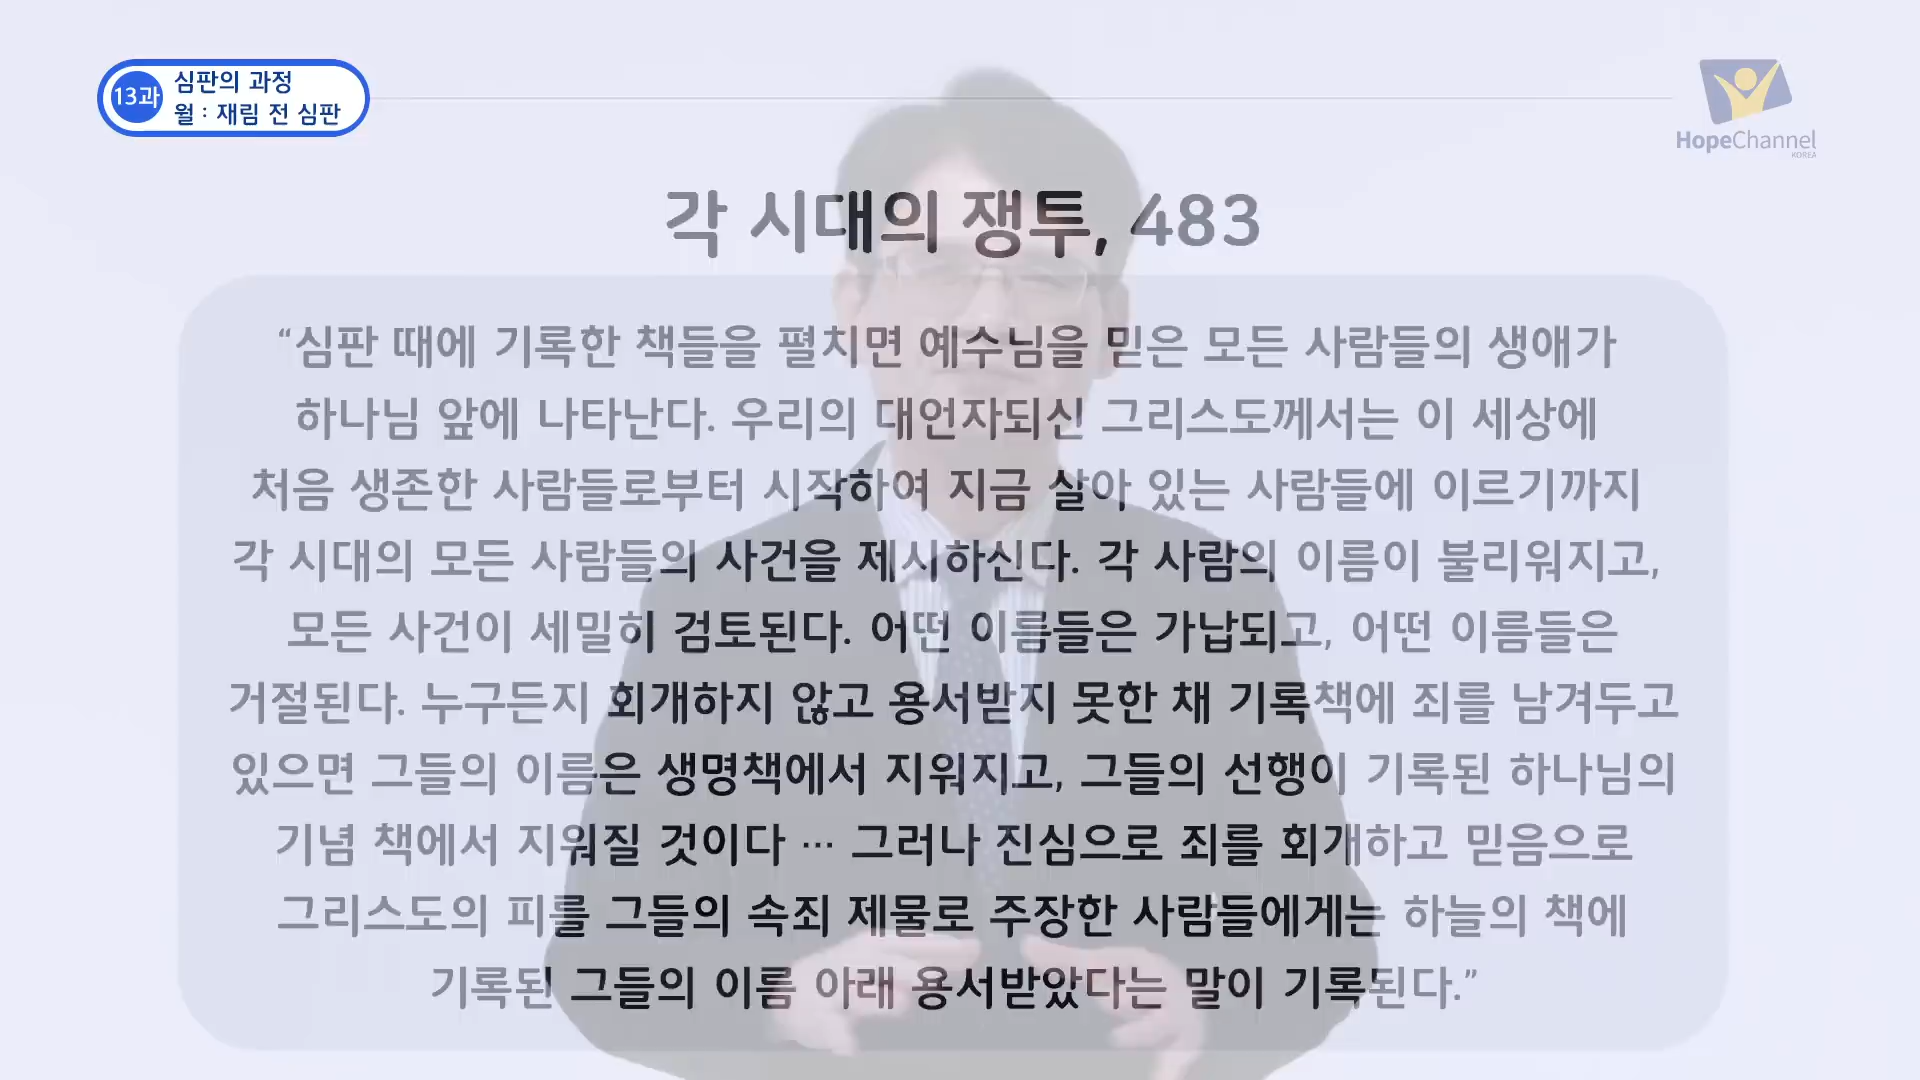 13과
심판의 과정
월 : 재림 전 심판
HopeChannel
KOREA
각 시대의 쟁투, 483
“심판 때에 기록한 책들을 펼치면 예수님을 믿은 모든 사람들의 생애가
하나님 앞에 나타난다. 우리의 대언자되신 그리스도께서는 이 세상에
처음 생존한 사람들로부터 시작하여 지금 살아 있는 사람들에 이르기까지
각 시대의 모든 사람들의 사건을 제시하신다. 각 사람의 이름이 불리워지고,
모든 사건이 세밀히 검토된다. 어떤 이름들은 가납되고, 어떤 이름들은
거절된다. 누구든지 회개하지 않고 용서받지 못한 채 기록책에 죄를 남겨두고
있으면 그들의 이름은 생명책에서 지워지고, 그들의 선행이 기록된 하나님의
기념 책에서 지워질 것이다 … 그러나 진심으로 죄를 회개하고 믿음으로
그리스도의 피를 그들의 속죄 제물로 주장한 사람들에게는 하늘의 책에
기록된 그들의 이름 아래 용서받았다는 말이 기록된다.”